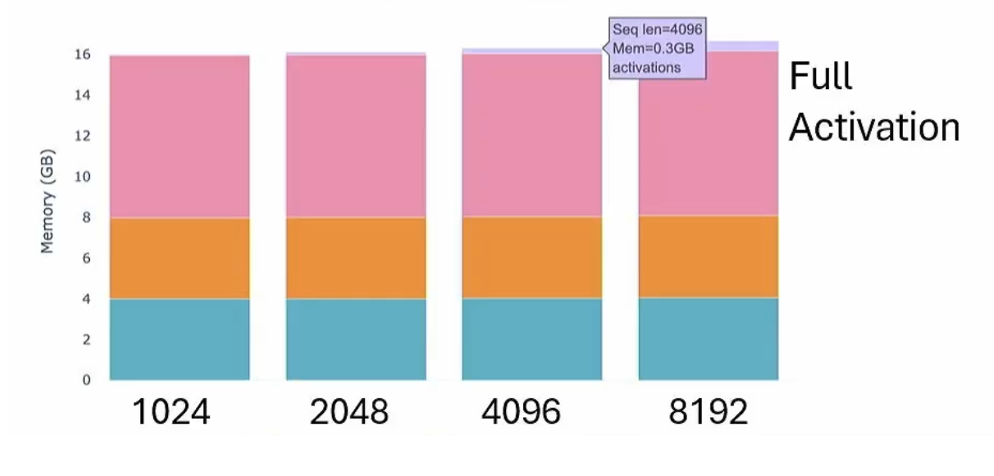 Seq len=4096
Mem=0.3GB
activations
Full
Activation
Memory (GB)
16
14
12
10
8
6
4
2
0
1024 2048 4096 8192